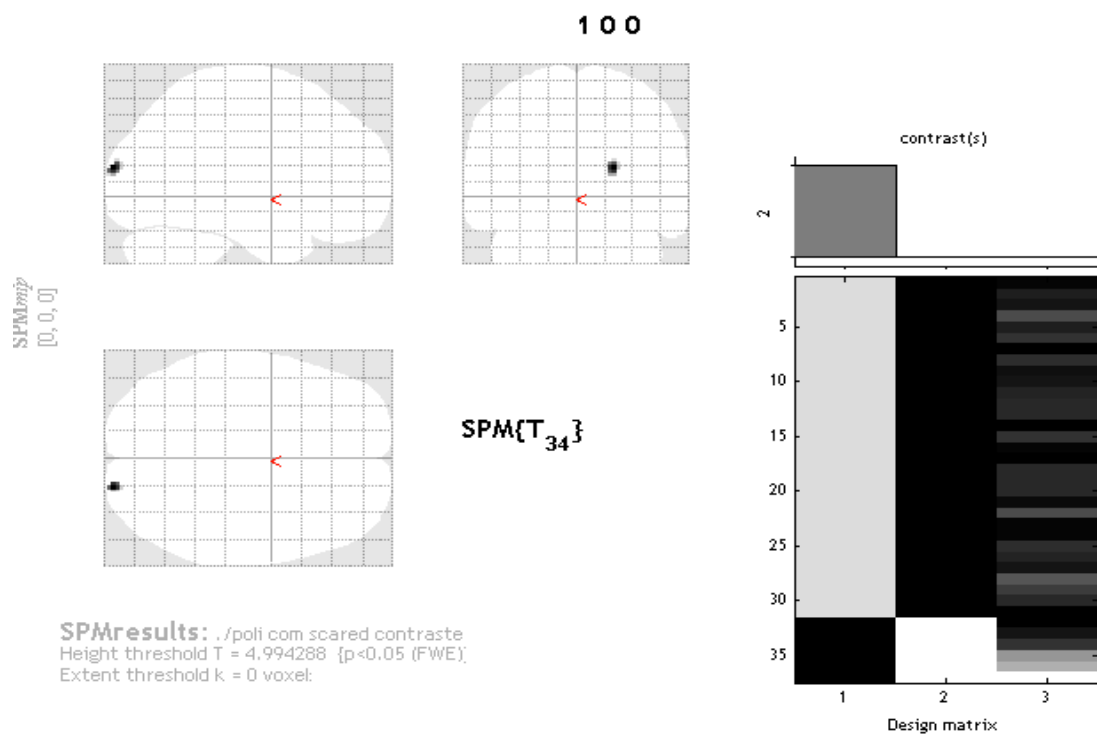 1 0 0
contrast(s)
2
SPMmip
[0, 0, 0]
<
<
<
SPM{T34}
5
10
15
20
25
30
35
1 2 3
Design matrix
SPMresults: ./poli com scared contraste
Height threshold T = 4.994288 {p<0.05 (FWE)}
Extent threshold k = 0 voxel: